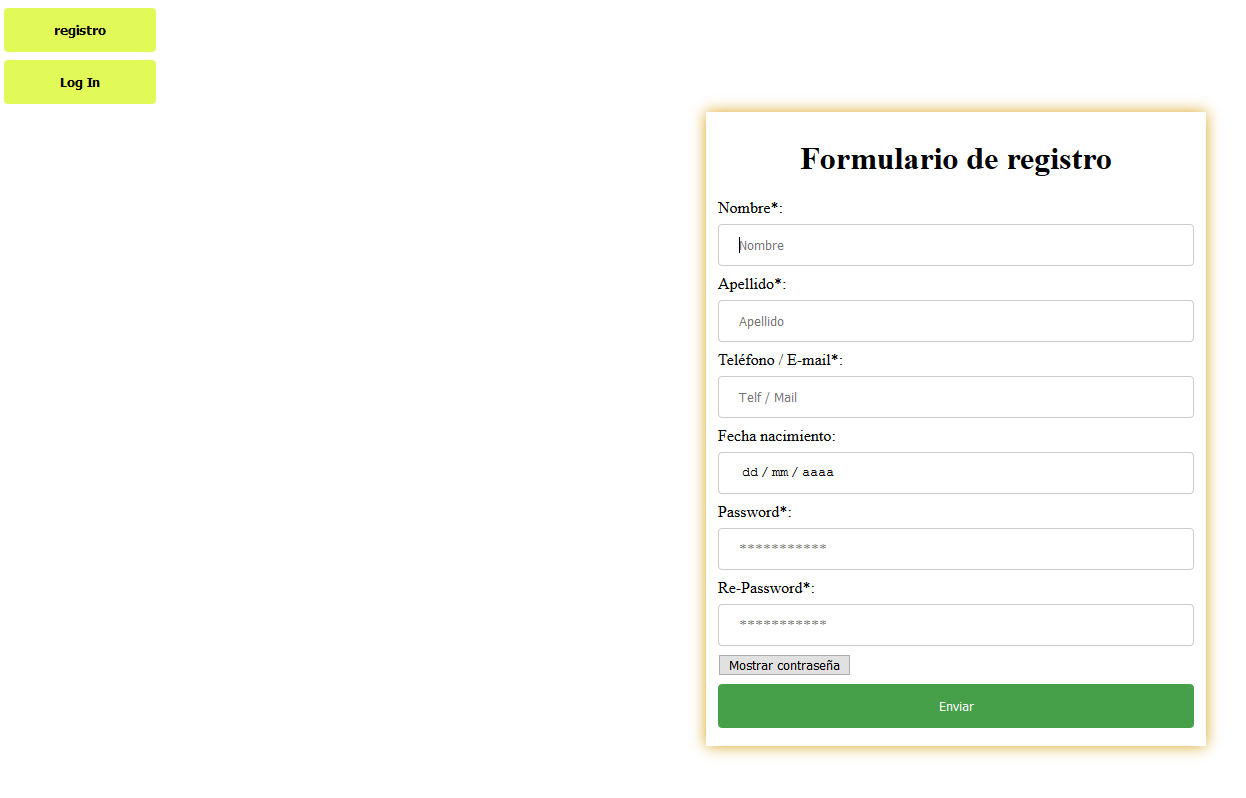 registro
Log In
Formulario de registro
Nombre*:
Nombre
Apellido*:
Apellido
Teléfono / E-mail*:
Telf / Mail
Fecha nacimiento:
dd / mm / aaaa
Password*:
***********
Re-Password*:
***********
Mostrar contraseña
Enviar